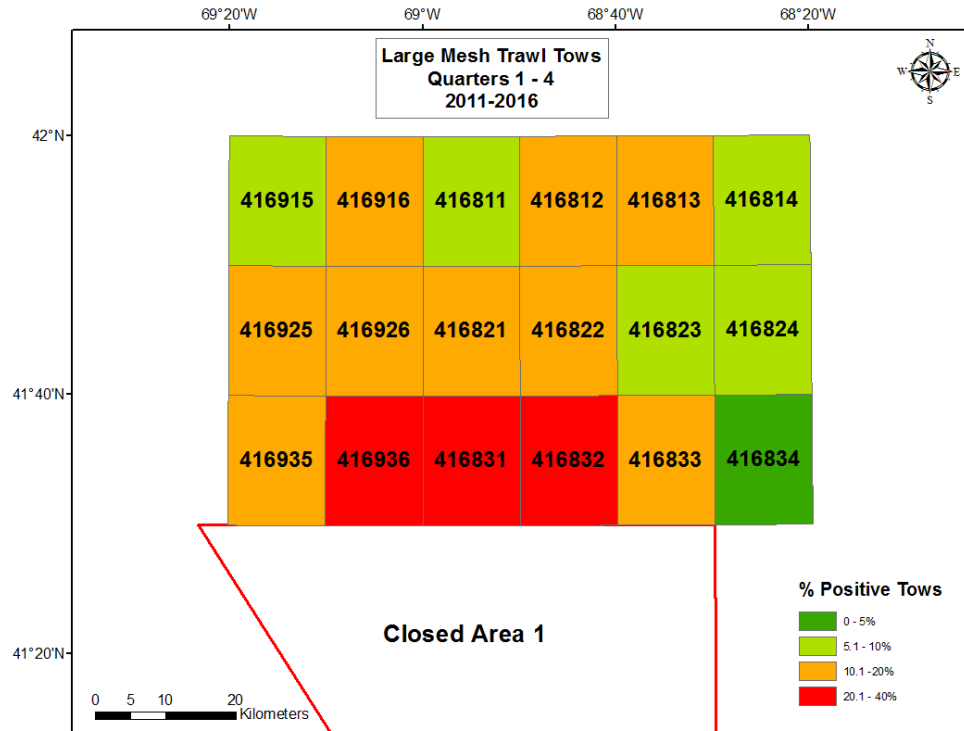 69°20'W 69°W 68°40'W 68°20'W
Large Mesh Trawl Tows
Quarters 1 - 4
2011-2016
N
W E
S
42°N
416915 416916 416811 416812 416813 416814
416925 416926 416821 416822 416823 416824
41°40'N
416935 416936 416831 416832 416833 416834
% Positive Tows
0 - 5%
Closed Area 1
5.1 - 10%
41°20'N
10.1 -20%
20.1 - 40%
0 5 10 20
Kilometers